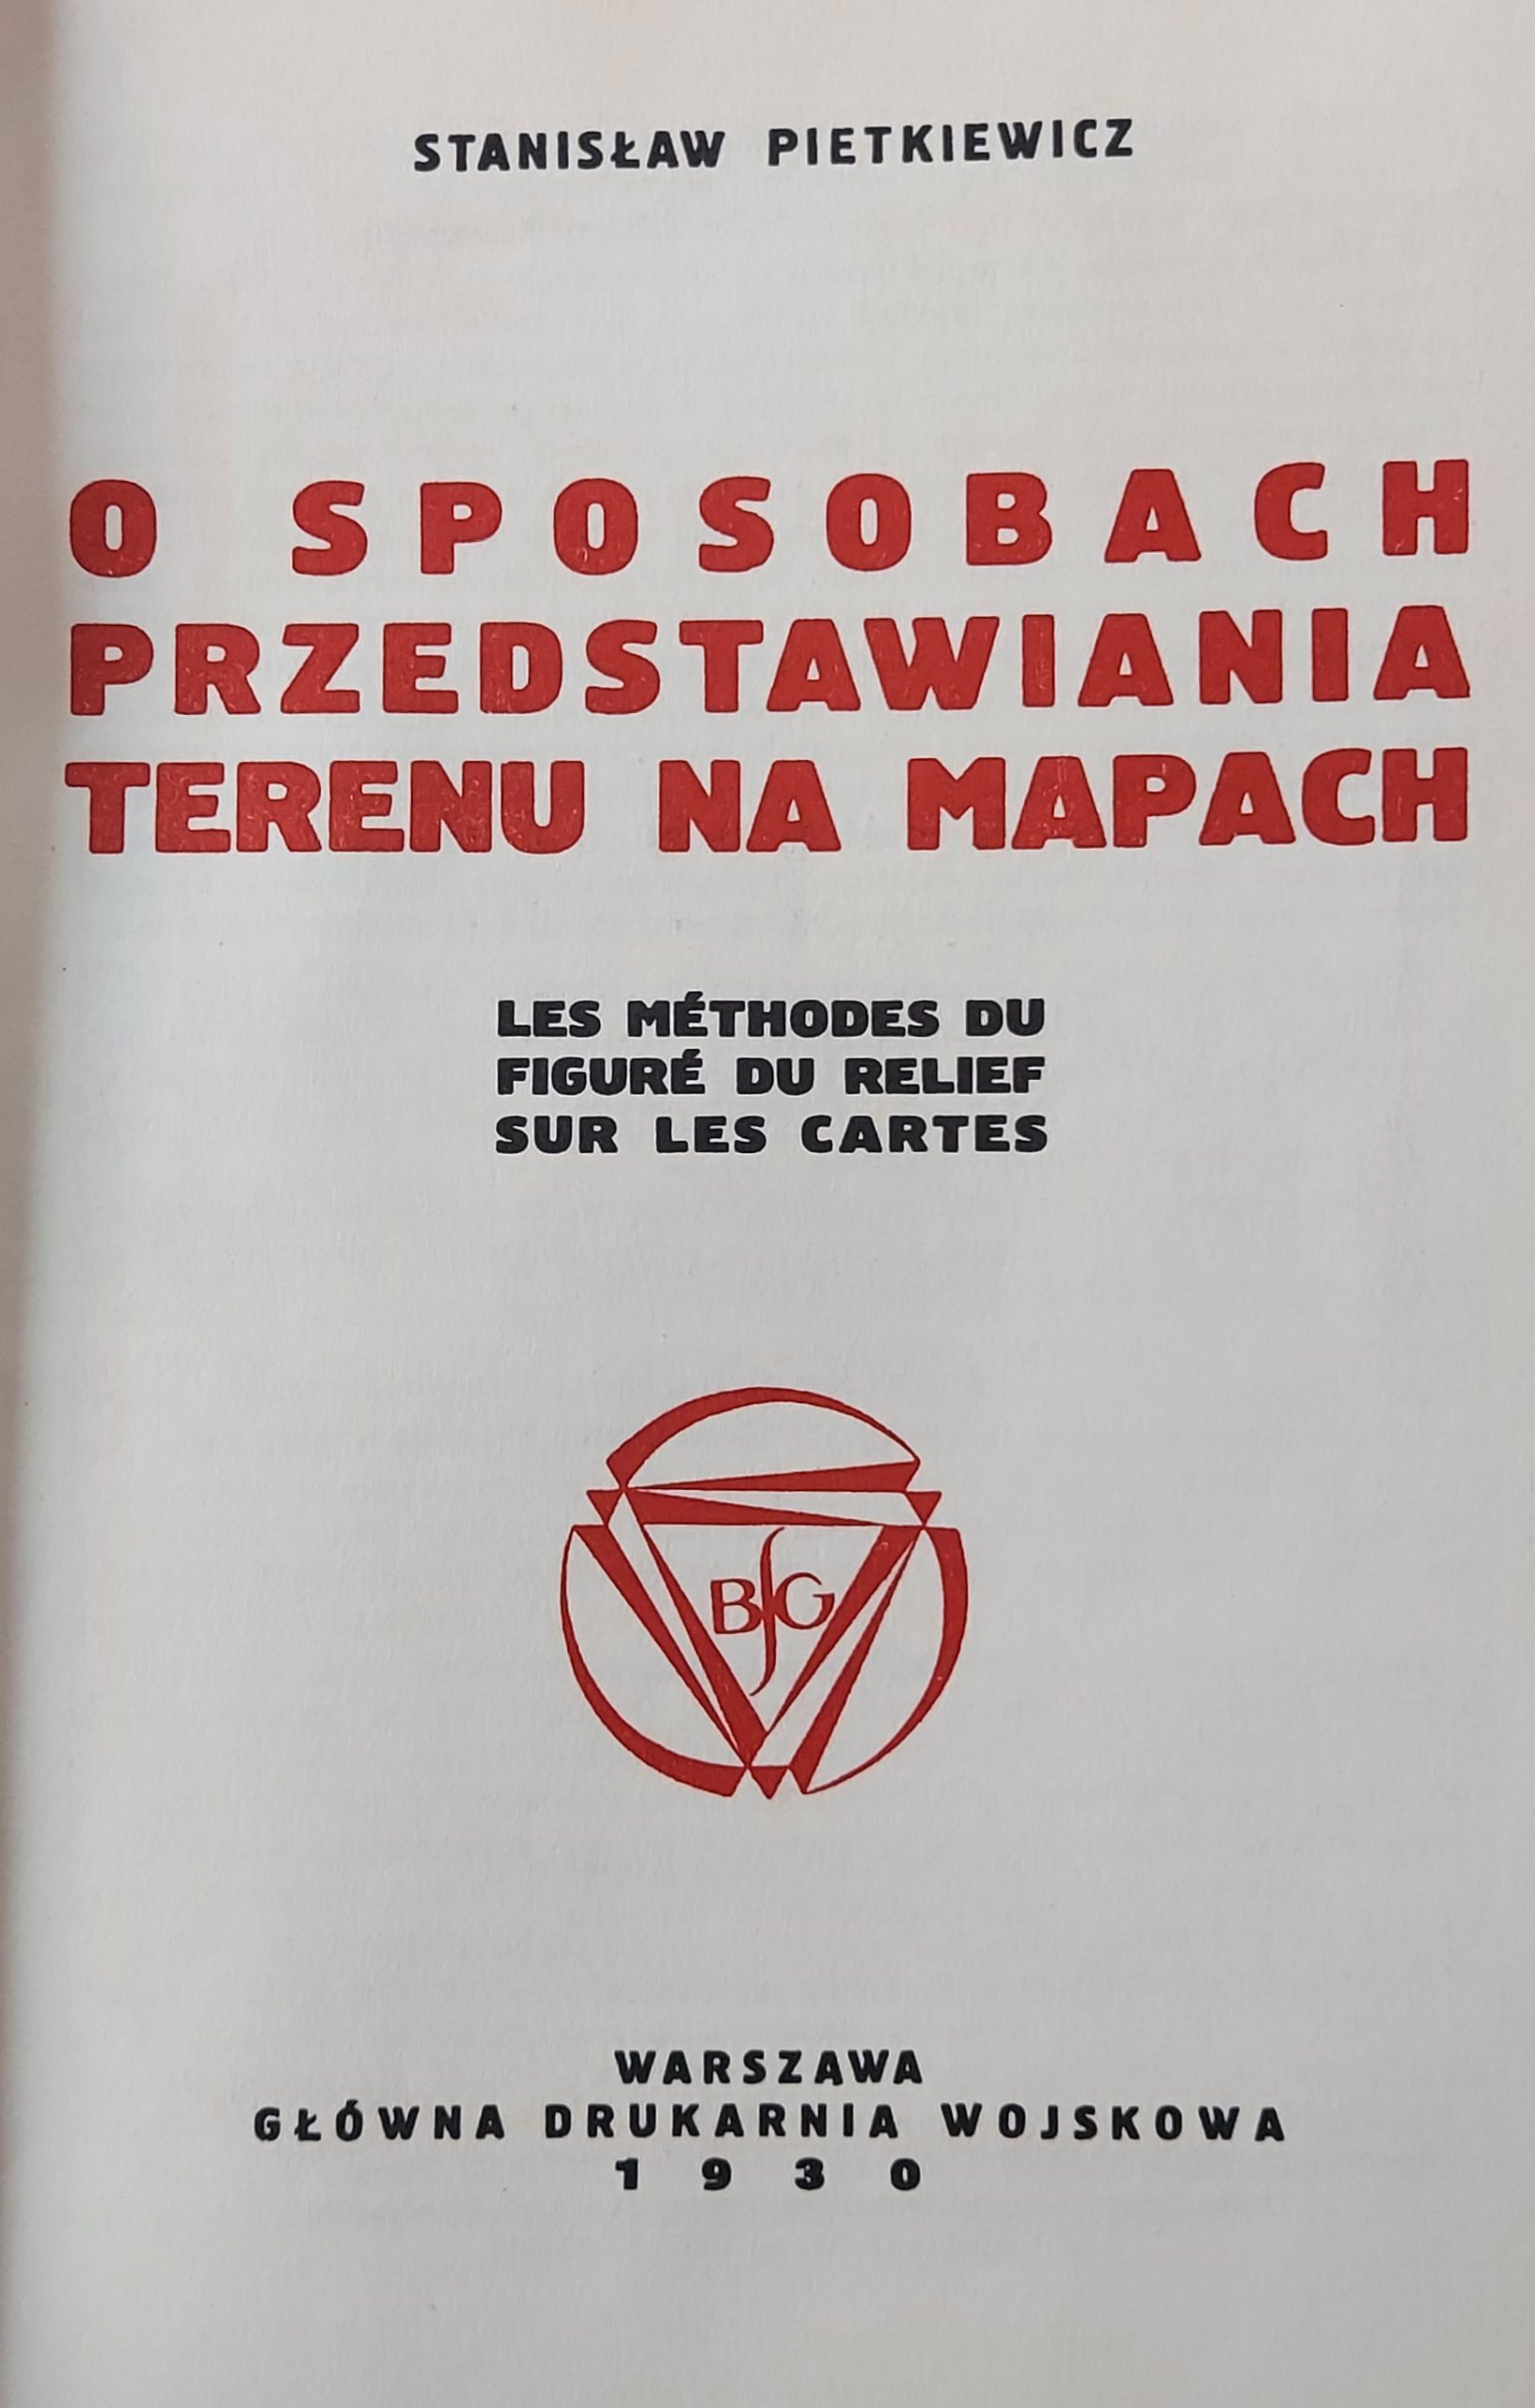 STANISŁAW PIETKIEWICZ
O SPOSOBACH
PRZEDSTAWIANIA
TERENU NA MAPACH
LES MÉTHODES DU
FIGURÉ DU RELIEF
SUR LES CARTES
BSG
WARSZAWA
GŁÓWNA DRUKARNIA WOJSKOWA
1930